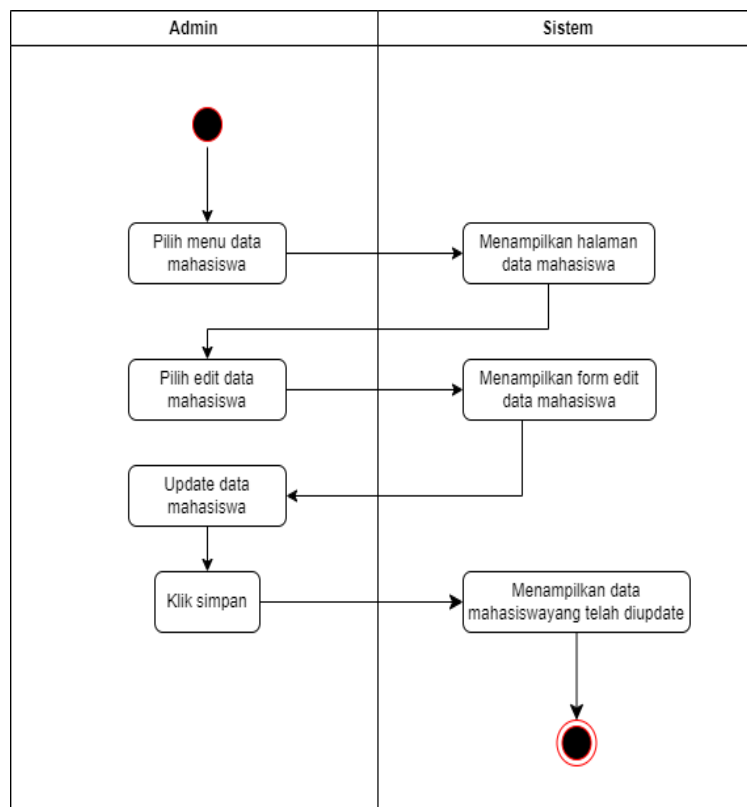 Admin
Sistem
Pilih menu data
mahasiswa
Menampilkan halaman
data mahasiswa
Pilih edit data
mahasiswa
Menampilkan form edit
data mahasiswa
Update data
mahasiswa
Klik simpan
Menampilkan data
mahasiswayang telah diupdate